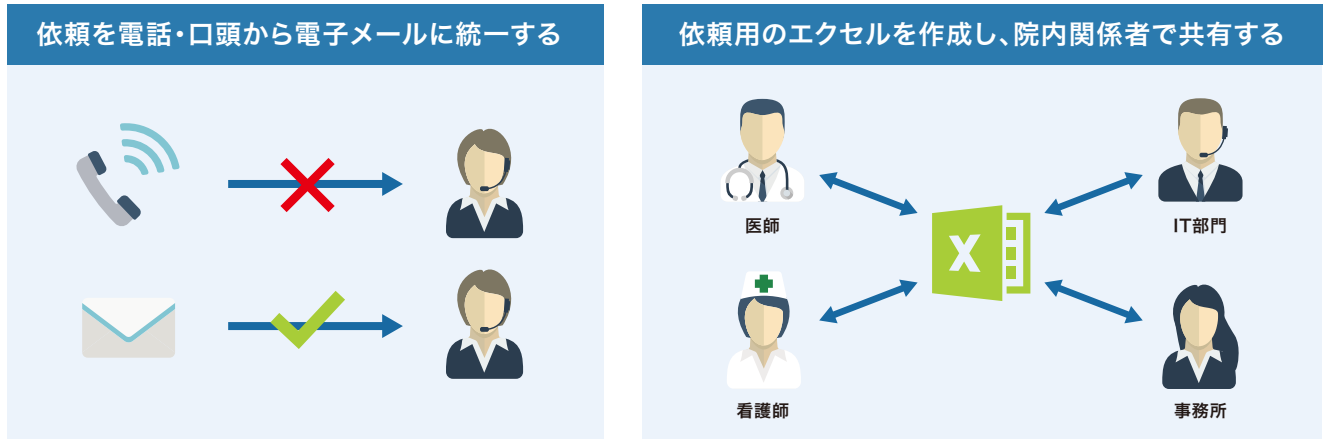 依頼を電話・口頭から電子メールに統一する
依頼用のエクセルを作成し、院内関係者で共有する
医師
IT部門
X
看護師
事務所